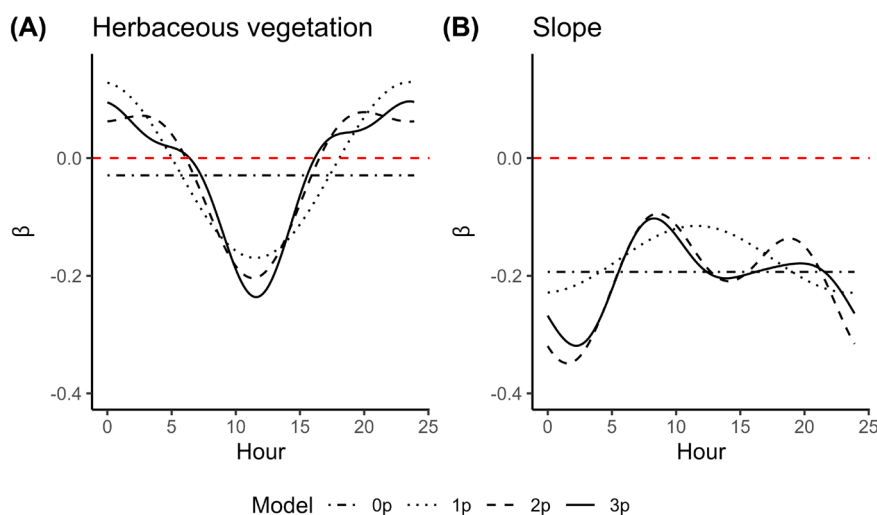 (A) Herbaceous vegetation
(B) Slope
0.0
-0.2
-0.4
β
0 5 10 15 20 25
Hour
0.0
-0.2
-0.4
β
0 5 10 15 20 25
Hour
Model 0p 1p 2p 3p